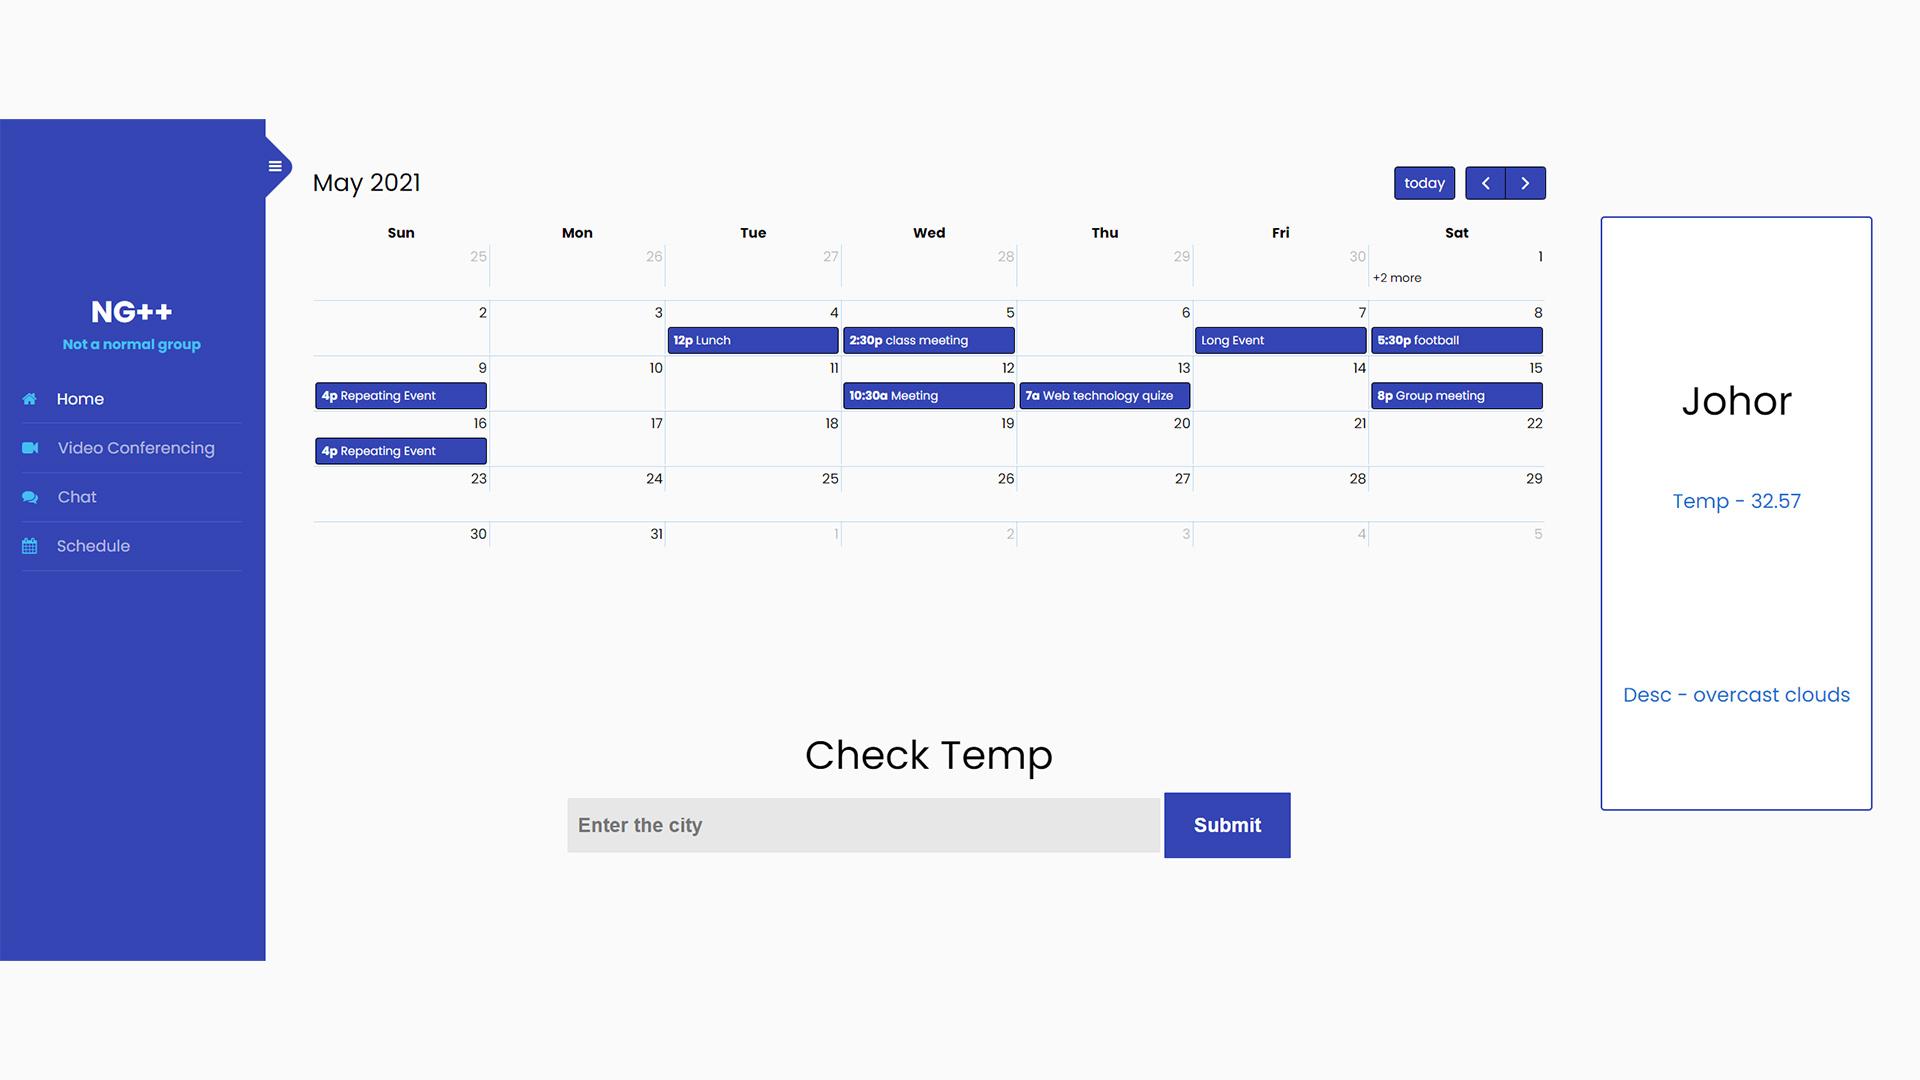 NG++
Not a normal group
Home
Video Conferencing
Chat
Schedule
May 2021
today
Sun Mon Tue Wed Thu Fri Sat
25 26 27 28 29 30 1
+2 more
2 3 4 5 6 7 8
12p Lunch 2:30p class meeting Long Event 5:30p football
9 10 11 12 13 14 15
4p Repeating Event 10:30a Meeting 7a Web technology quize 8p Group meeting
16 17 18 19 20 21 22
4p Repeating Event
23 24 25 26 27 28 29
30 31 1 2 3 4 5
Check Temp
Enter the city Submit
Johor
Temp - 32.57
Desc - overcast clouds